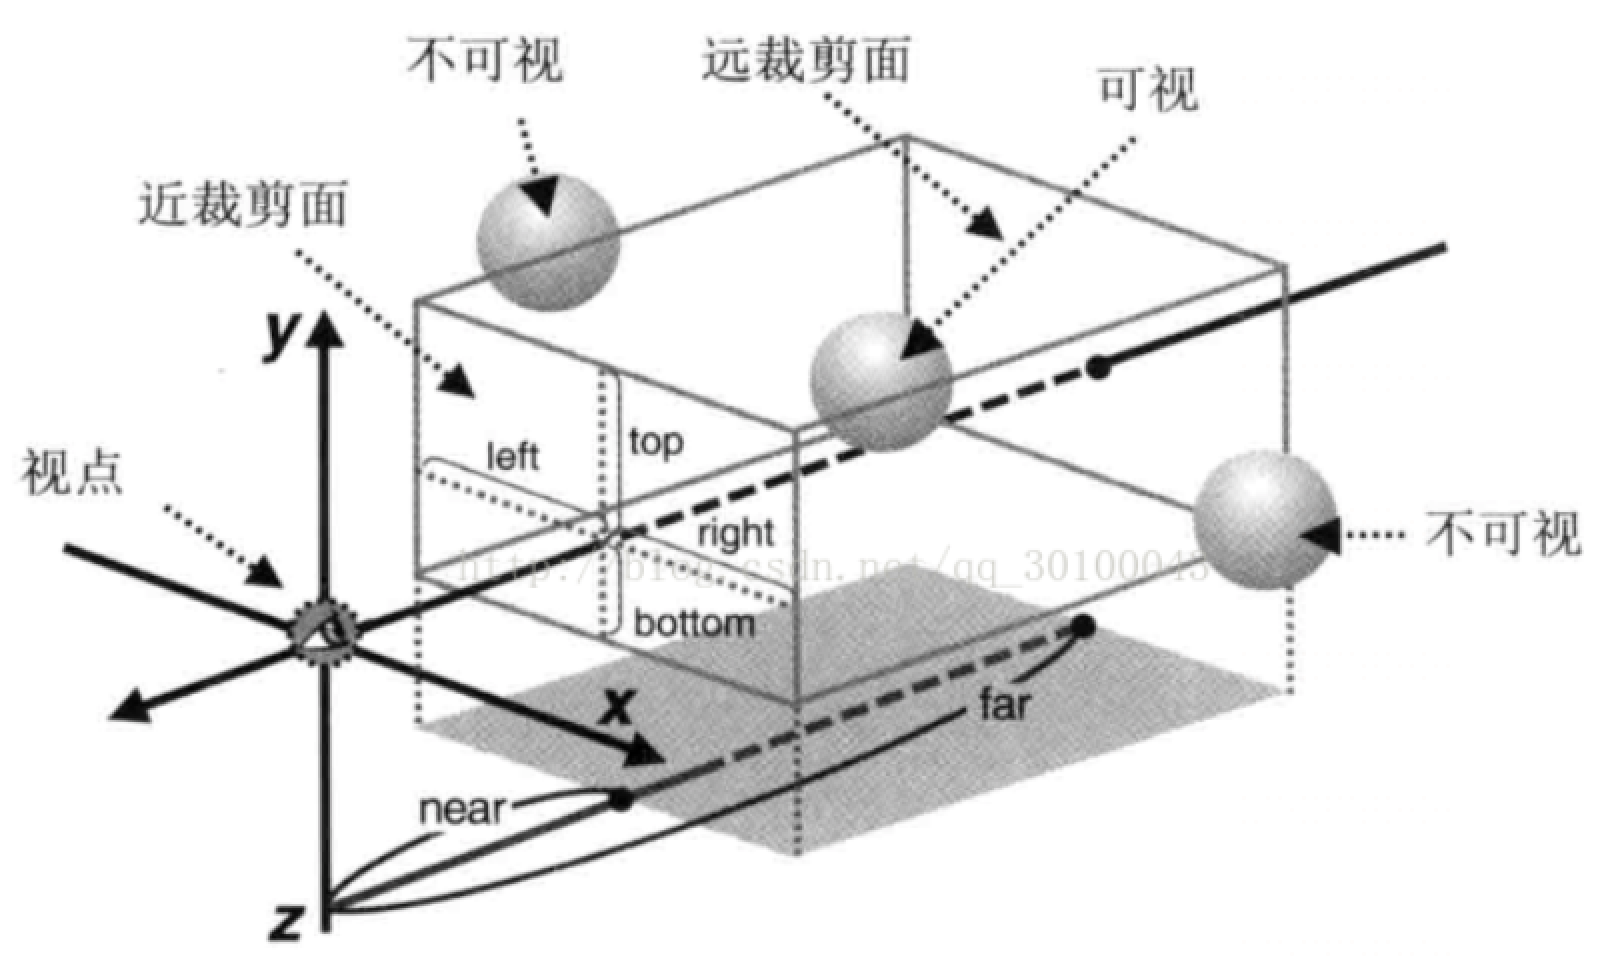 不可视
远裁剪面
可视
近裁剪面
y
top
left
视点
right
不可视
http://blog.csdn.net/qq_30100043
bottom
x
far
near
z